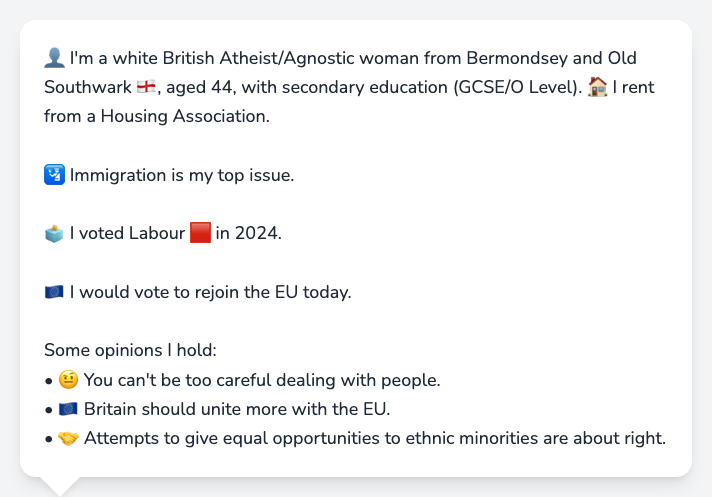 👤 I'm a white British Atheist/Agnostic woman from Bermondsey and Old
Southwark 🏴󠁧󠁢󠁥󠁮󠁧󠁿, aged 44, with secondary education (GCSE/O Level). 🏠 I rent
from a Housing Association.
🛂 Immigration is my top issue.
🗳️ I voted Labour 🟥 in 2024.
🇪🇺 I would vote to rejoin the EU today.
Some opinions I hold:
• 🤨 You can't be too careful dealing with people.
• 🇪🇺 Britain should unite more with the EU.
• 🤝 Attempts to give equal opportunities to ethnic minorities are about right.